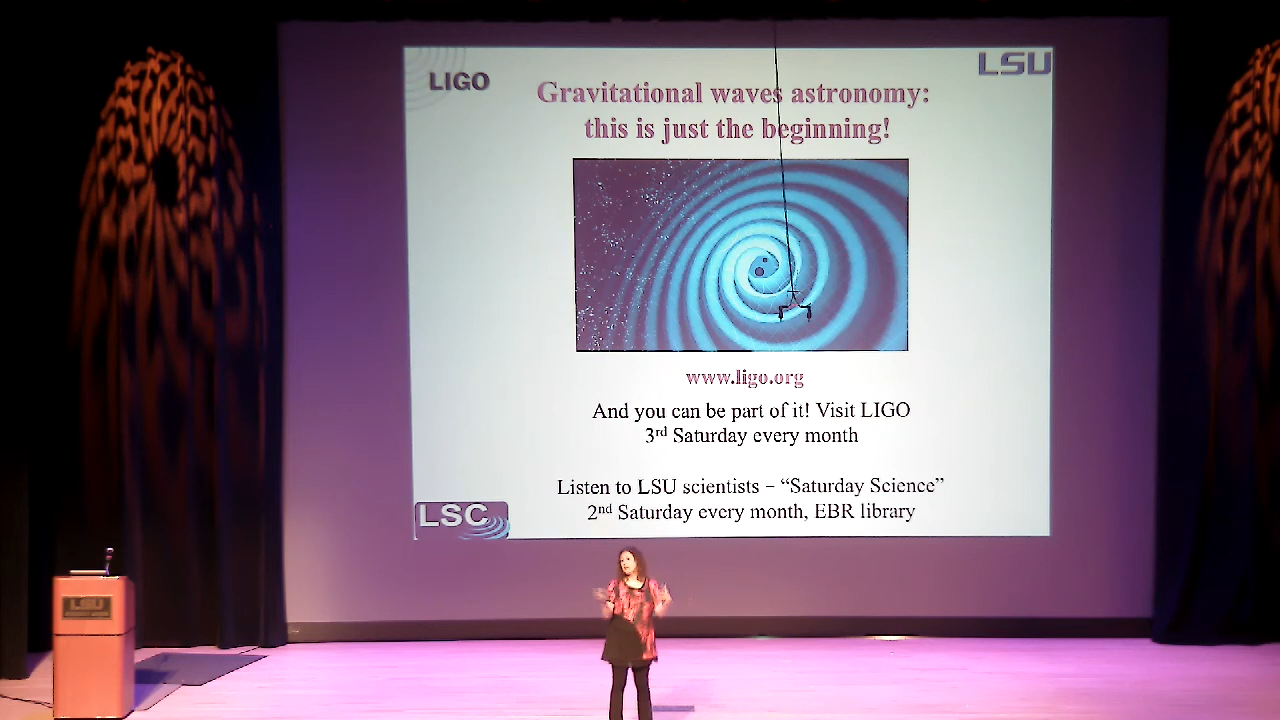 LIGO
LSU
Gravitational waves astronomy:
this is just the beginning!
www.ligo.org
And you can be part of it! Visit LIGO
3rd Saturday every month
Listen to LSU scientists – “Saturday Science”
2nd Saturday every month, EBR library
LSC
LSU